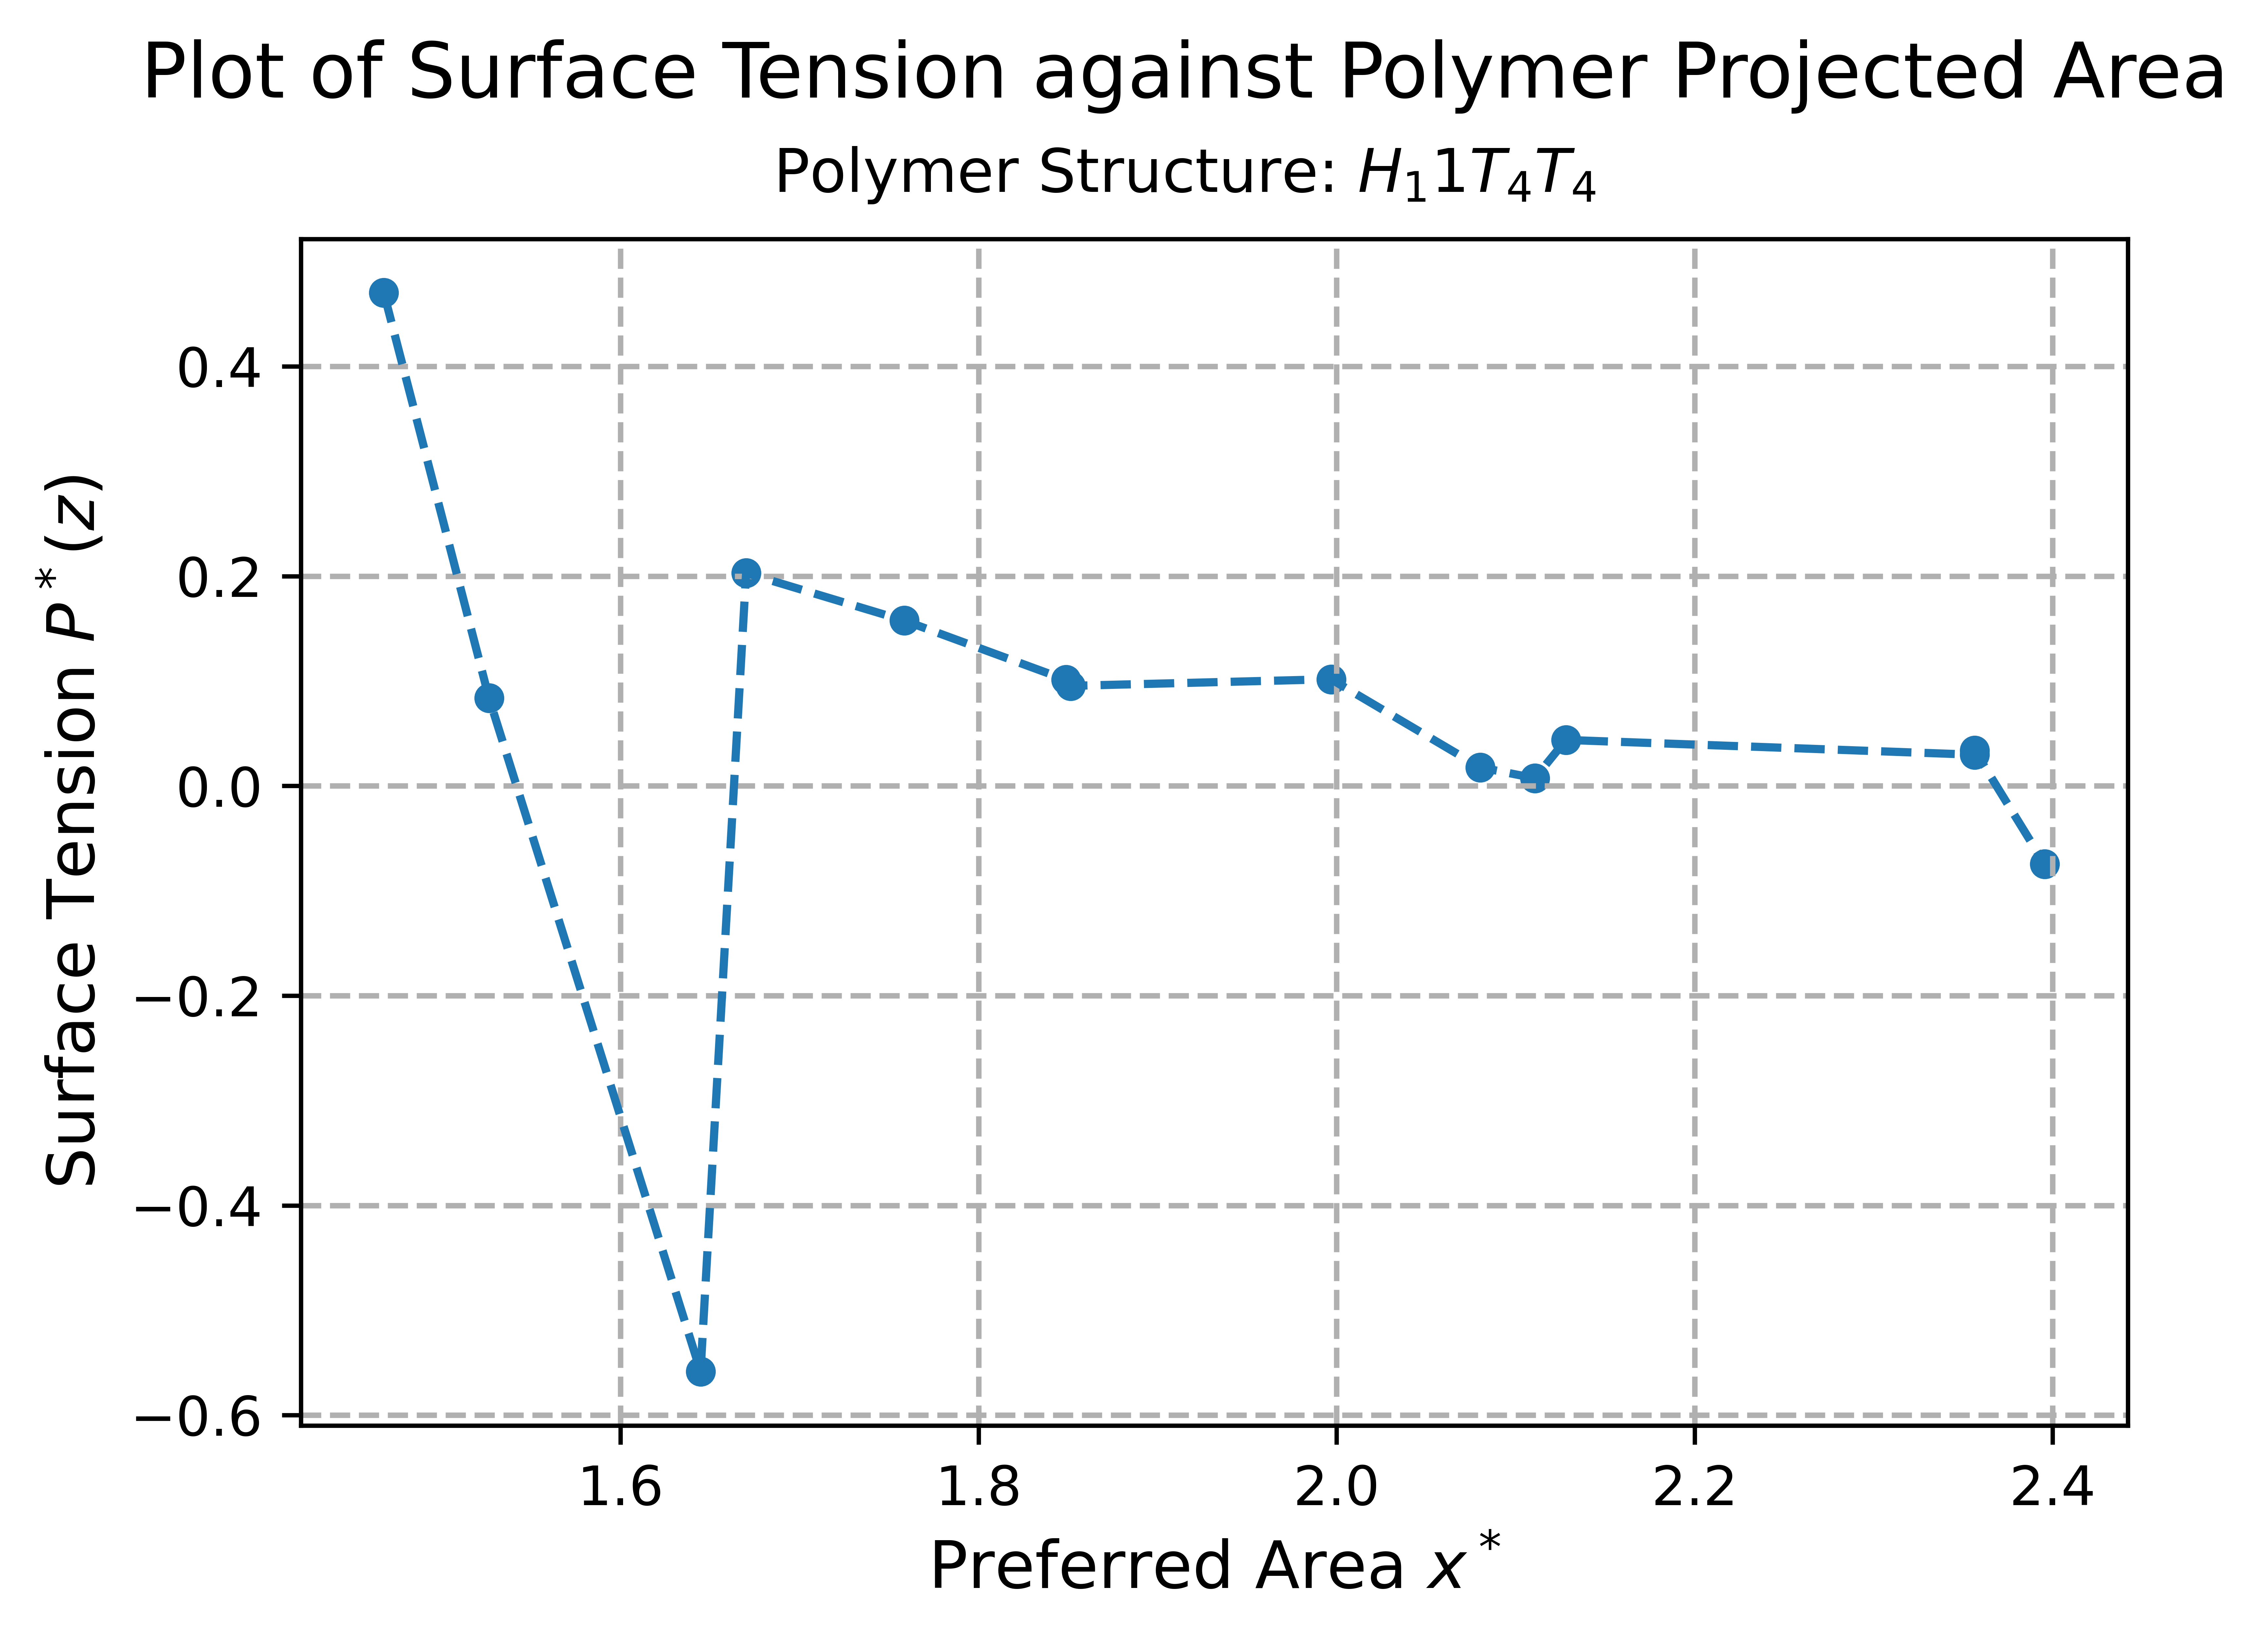 Plot of Surface Tension against Polymer Projected Area
Polymer Structure: H₁1T₄T₄
Surface Tension P*(z)
0.4
0.2
0.0
−0.2
−0.4
−0.6
1.6 1.8 2.0 2.2 2.4
Preferred Area x*